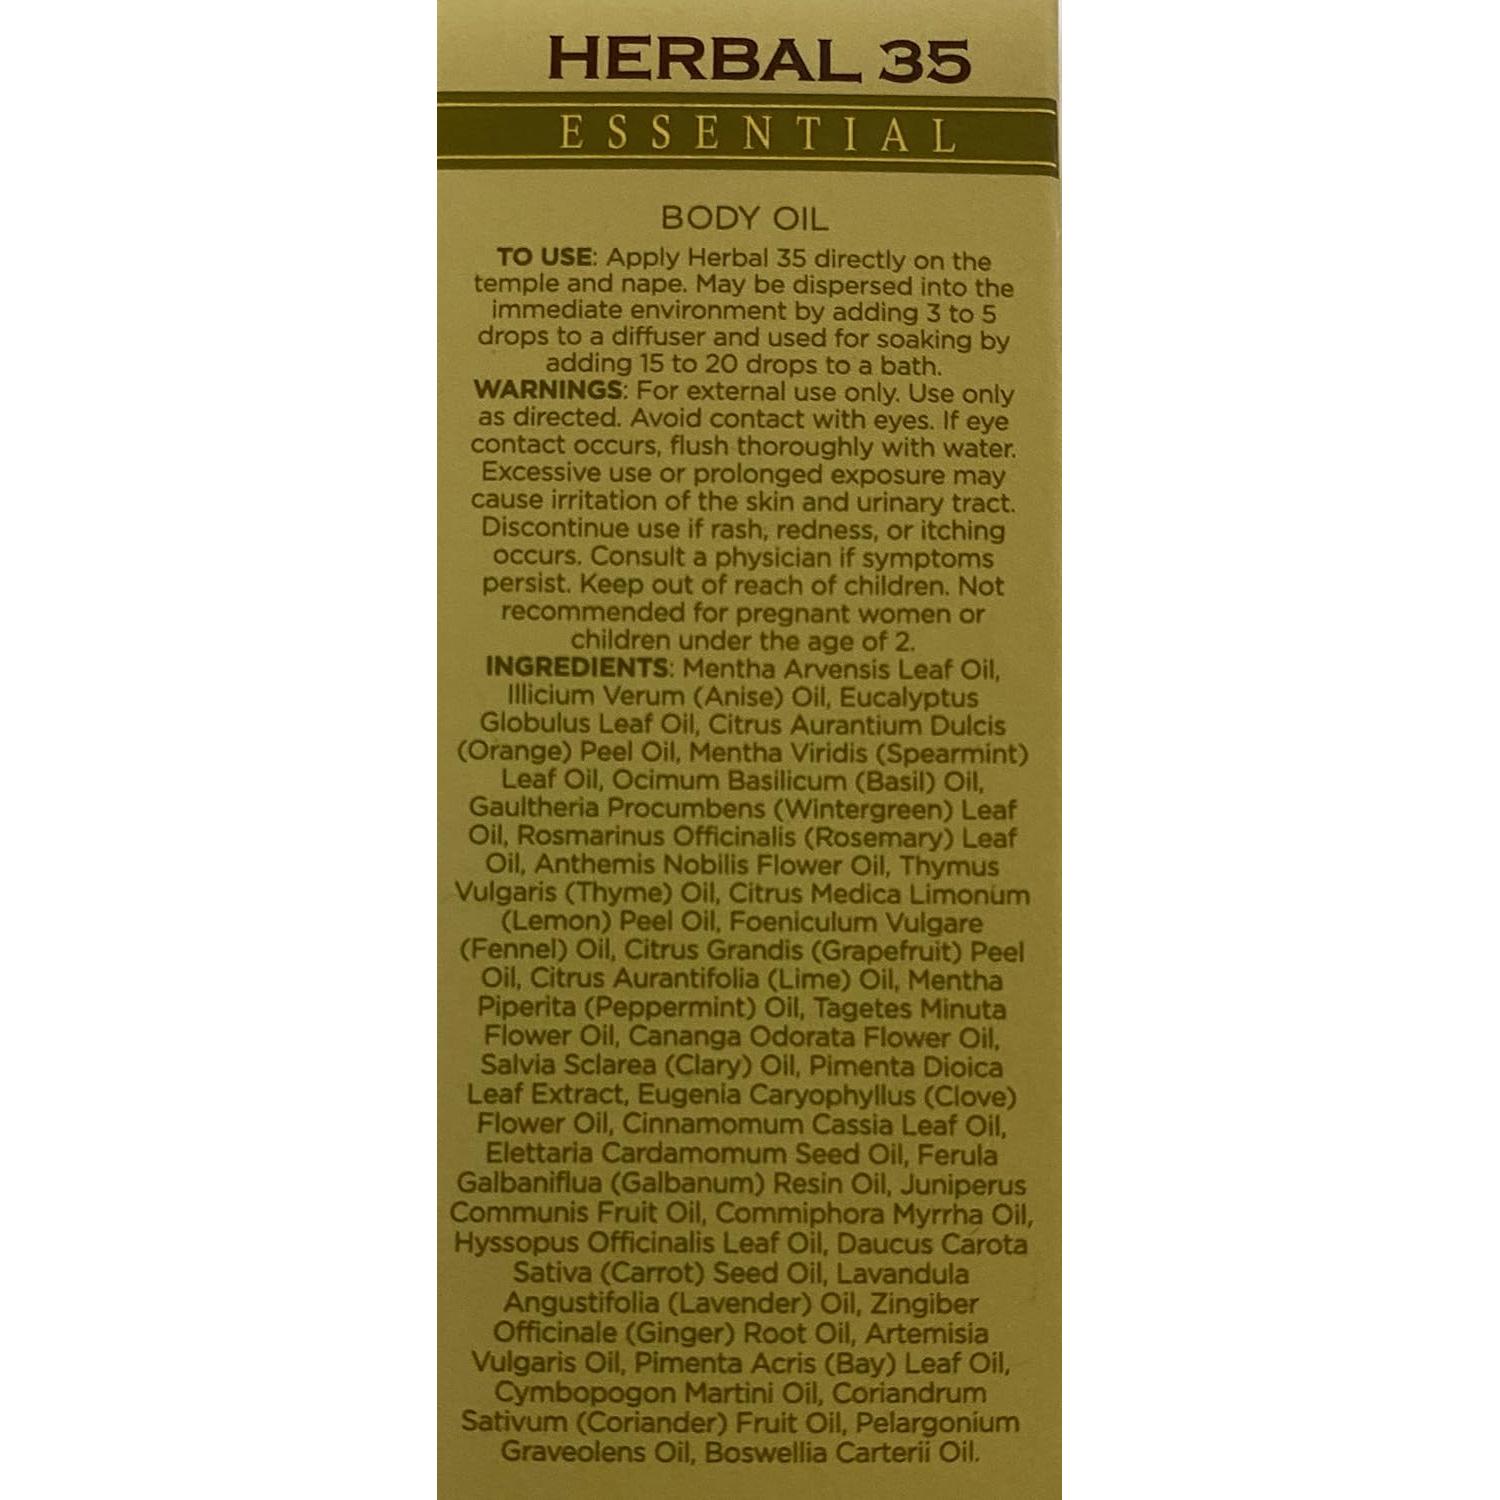 HERBAL 35
ESSENTIAL
BODY OIL
TO USE: Apply Herbal 35 directly on the
temple and nape. May be dispersed into the
immediate environment by adding 3 to 5
drops to a diffuser and used for soaking by
adding 15 to 20 drops to a bath.
WARNINGS: For external use only. Use only
as directed. Avoid contact with eyes. If eye
contact occurs, flush thoroughly with water.
Excessive use or prolonged exposure may
cause irritation of the skin and urinary tract.
Discontinue use if rash, redness, or itching
occurs. Consult a physician if symptoms
persist. Keep out of reach of children. Not
recommended for pregnant women or
children under the age of 2.
INGREDIENTS: Mentha Arvensis Leaf Oil,
Illicium Verum (Anise) Oil, Eucalyptus
Globulus Leaf Oil, Citrus Aurantium Dulcis
(Orange) Peel Oil, Mentha Viridis (Spearmint)
Leaf Oil, Ocimum Basilicum (Basil) Oil,
Gaultheria Procumbens (Wintergreen) Leaf
Oil, Rosmarinus Officinalis (Rosemary) Leaf
Oil, Anthemis Nobilis Flower Oil, Thymus
Vulgaris (Thyme) Oil, Citrus Medica Limonum
(Lemon) Peel Oil, Foeniculum Vulgare
(Fennel) Oil, Citrus Grandis (Grapefruit) Peel
Oil, Citrus Aurantifolia (Lime) Oil, Mentha
Piperita (Peppermint) Oil, Tagetes Minuta
Flower Oil, Cananga Odorata Flower Oil,
Salvia Sclarea (Clary) Oil, Pimenta Dioica
Leaf Extract, Eugenia Caryophyllus (Clove)
Flower Oil, Cinnamomum Cassia Leaf Oil,
Elettaria Cardamomum Seed Oil, Ferula
Galbaniflua (Galbanum) Resin Oil, Juniperus
Communis Fruit Oil, Commiphora Myrrha Oil,
Hyssopus Officinalis Leaf Oil, Daucus Carota
Sativa (Carrot) Seed Oil, Lavandula
Angustifolia (Lavender) Oil, Zingiber
Officinale (Ginger) Root Oil, Artemisia
Vulgaris Oil, Pimenta Acris (Bay) Leaf Oil,
Cymbopogon Martini Oil, Coriandrum
Sativum (Coriander) Fruit Oil, Pelargonium
Graveolens Oil, Boswellia Carterii Oil.